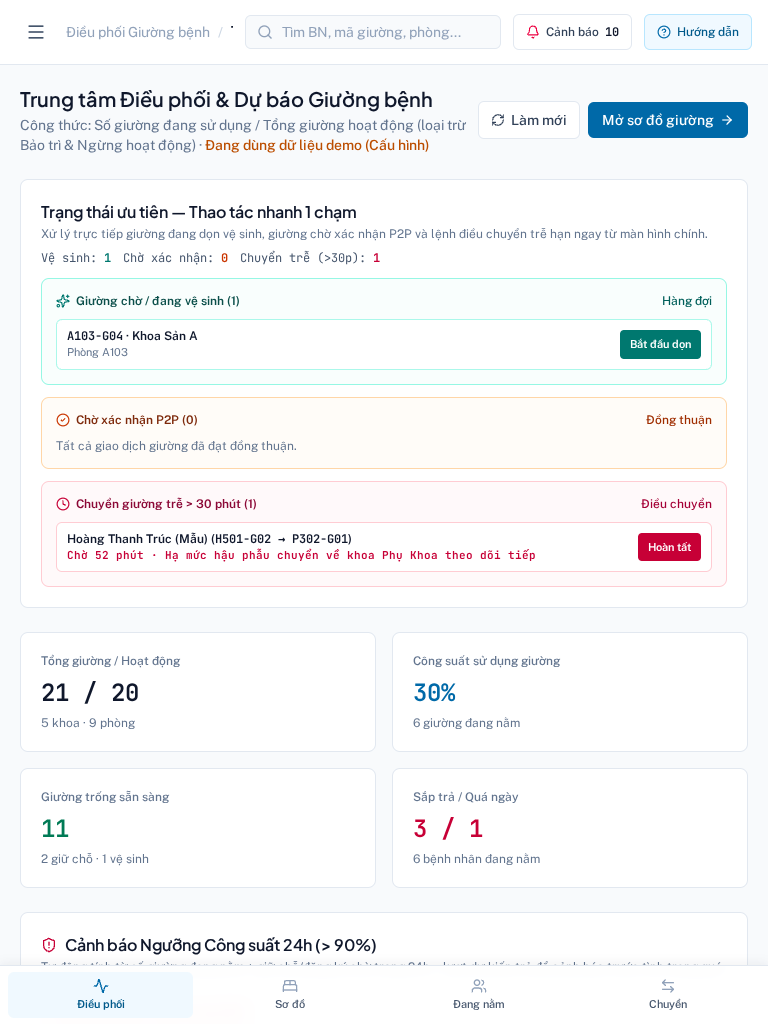 Điều phối Giường bệnh /
Tìm BN, mã giường, phòng...
Cảnh báo 10
Hướng dẫn
Trung tâm Điều phối & Dự báo Giường bệnh
Công thức: Số giường đang sử dụng / Tổng giường hoạt động (loại trừ
Bảo trì & Ngừng hoạt động) · Đang dùng dữ liệu demo (Cấu hình)
Làm mới
Mở sơ đồ giường
Trạng thái ưu tiên — Thao tác nhanh 1 chạm
Xử lý trực tiếp giường đang dọn vệ sinh, giường chờ xác nhận P2P và lệnh điều chuyển trễ hạn ngay từ màn hình chính.
Vệ sinh: 1 Chờ xác nhận: 0 Chuyển trễ (>30p): 1
Giường chờ / đang vệ sinh (1)
Hàng đợi
A103-G04 · Khoa Sản A
Phòng A103
Bắt đầu dọn
Chờ xác nhận P2P (0)
Đồng thuận
Tất cả giao dịch giường đã đạt đồng thuận.
Chuyển giường trễ > 30 phút (1)
Điều chuyển
Hoàng Thanh Trúc (Mẫu) (H501-G02 → P302-G01)
Chờ 52 phút · Hạ mức hậu phẫu chuyển về khoa Phụ Khoa theo dõi tiếp
Hoàn tất
Tổng giường / Hoạt động
21 / 20
5 khoa · 9 phòng
Công suất sử dụng giường
30%
6 giường đang nằm
Giường trống sẵn sàng
11
2 giữ chỗ · 1 vệ sinh
Sắp trả / Quá ngày
3 / 1
6 bệnh nhân đang nằm
Cảnh báo Ngưỡng Công suất 24h (> 90%)
Điều phối
Sơ đồ
Đang nằm
Chuyển